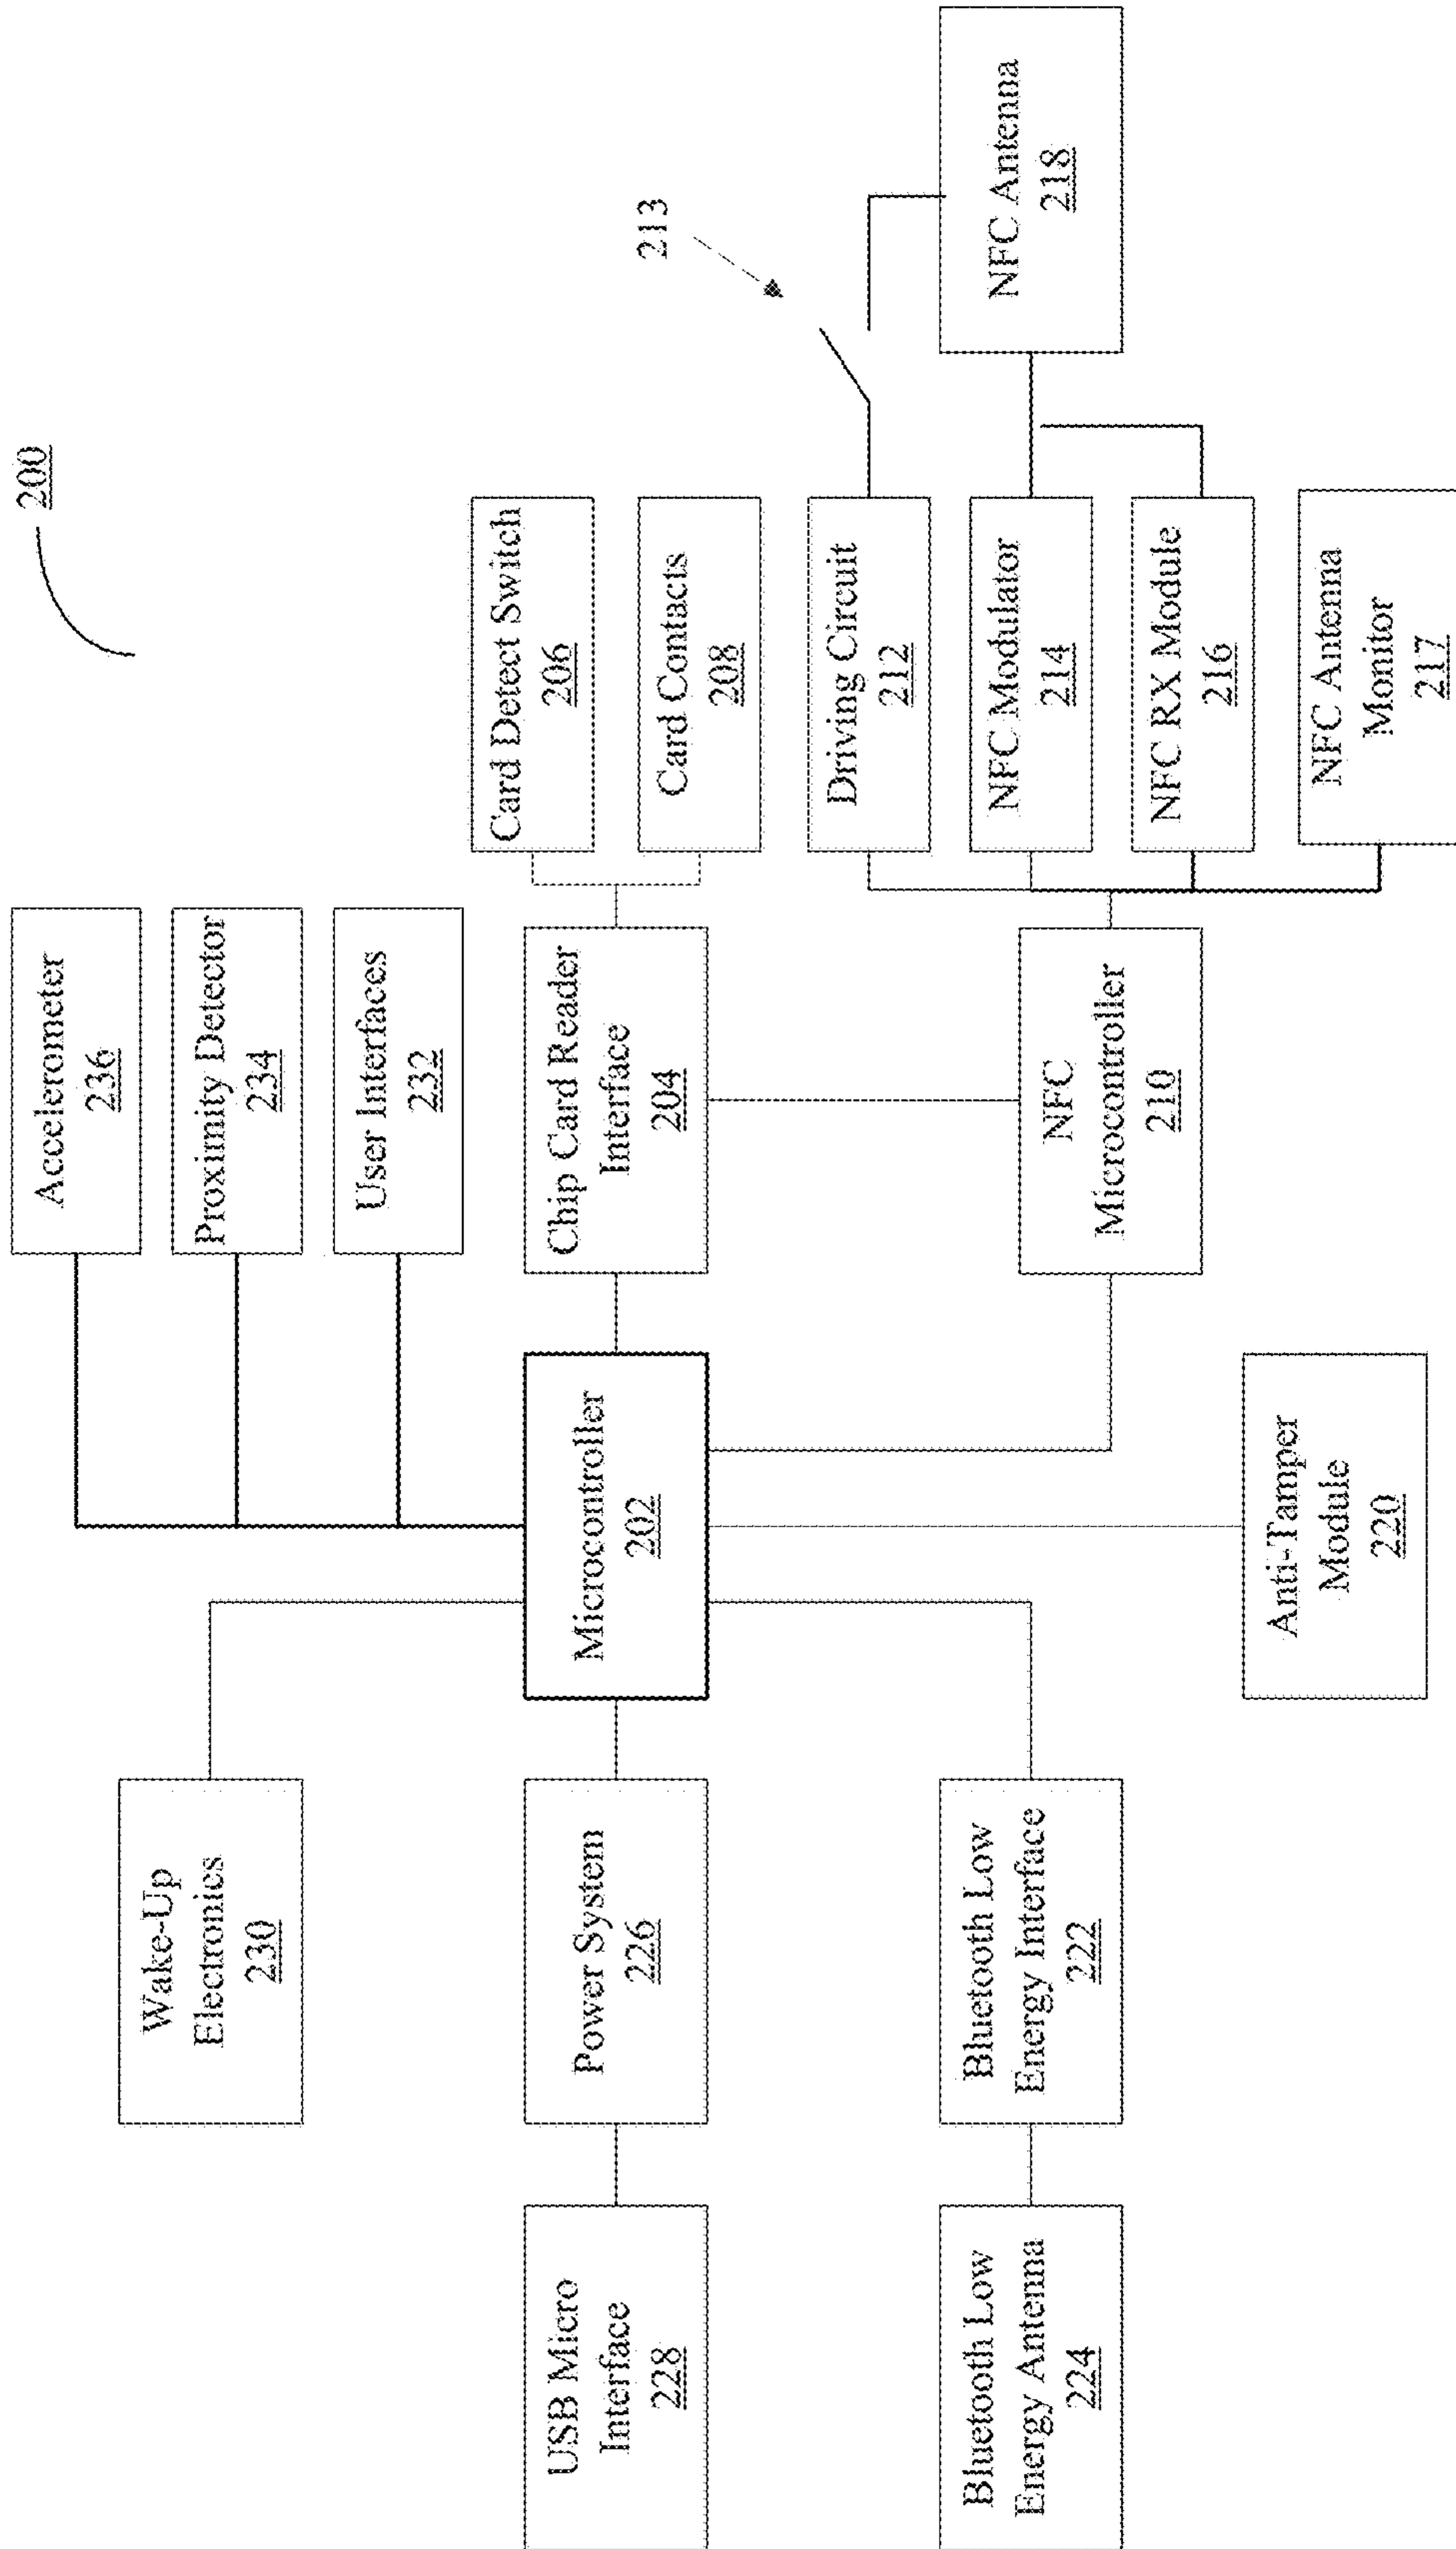 200
Accelerometer
236
Proximity Detector
234
User Interfaces
232
Wake-Up
Electronics
230
Card Detect Switch
206
Card Contacts
208
USB Micro
Interface
228
Power System
226
Microcontroller
202
Chip Card Reader
Interface
204
213
Driving Circuit
212
NFC Modulator
214
NFC RX Module
216
NFC Antenna
Monitor
217
NFC Antenna
218
Bluetooth Low
Energy Antenna
224
Bluetooth Low
Energy Interface
222
NFC
Microcontroller
210
Anti-Tamper
Module
220